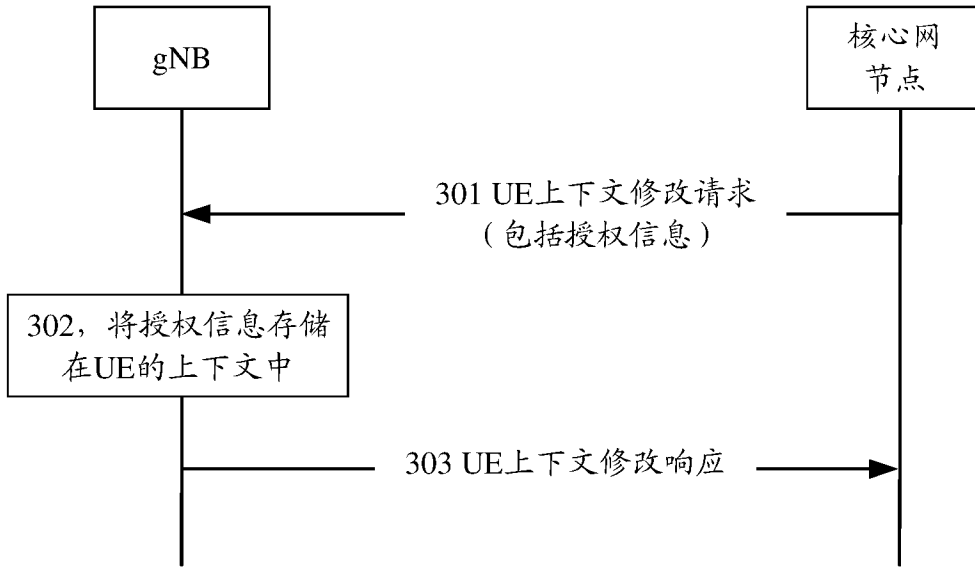 gNB
核心网
节点
301 UE上下文修改请求
（包括授权信息）
302，将授权信息存储
在UE的上下文中
303 UE上下文修改响应